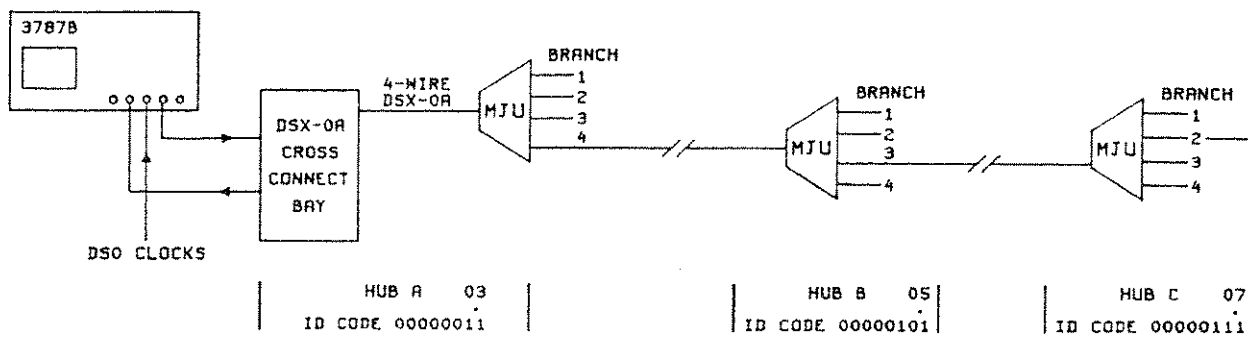 3787B
DSO CLOCKS
DSX-0A
CROSS
CONNECT
BAY
4-WIRE
DSX-0A
MJU
BRANCH
1
2
3
4
MJU
BRANCH
1
2
3
4
MJU
BRANCH
1
2
3
4
HUB A 03
ID CODE 00000011
HUB B 05
ID CODE 00000101
HUB C 07
ID CODE 00000111